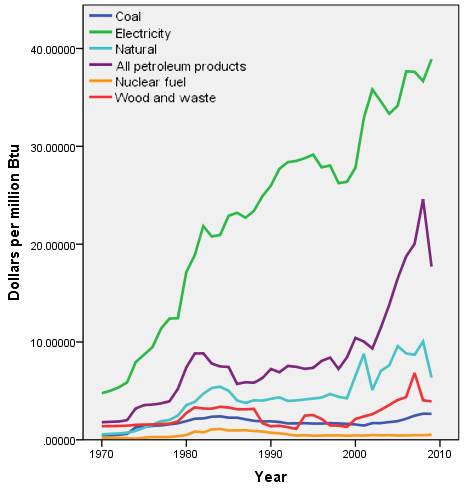 Coal
Electricity
Natural
All petroleum products
Nuclear fuel
Wood and waste
Dollars per million Btu
40.00000
30.00000
20.00000
10.00000
.00000
1970
1980
1990
2000
2010
Year